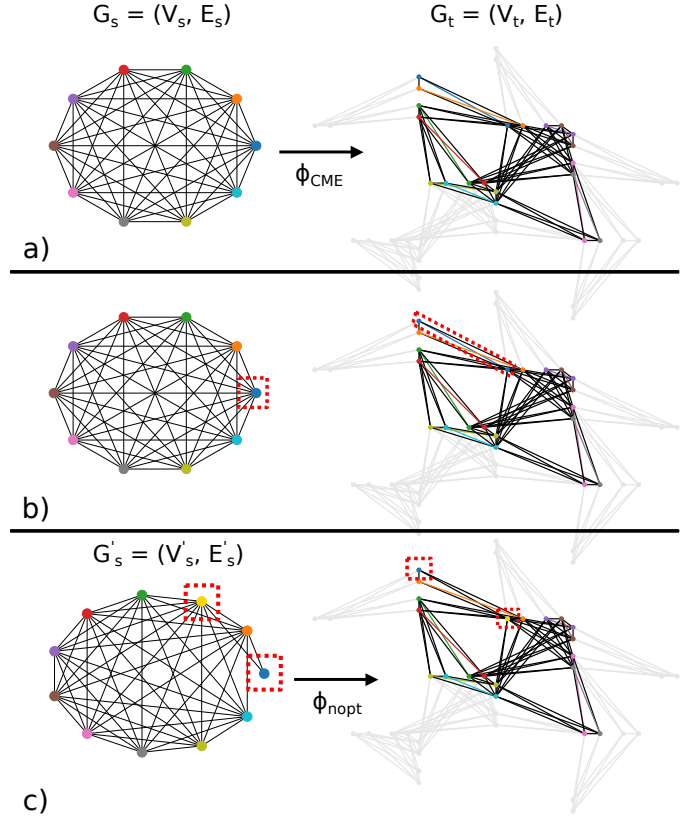 G_s = (V_s, E_s)
G_t = (V_t, E_t)
ϕ_CME
a)
b)
G'_s = (V'_s, E'_s)
ϕ_nopt
c)